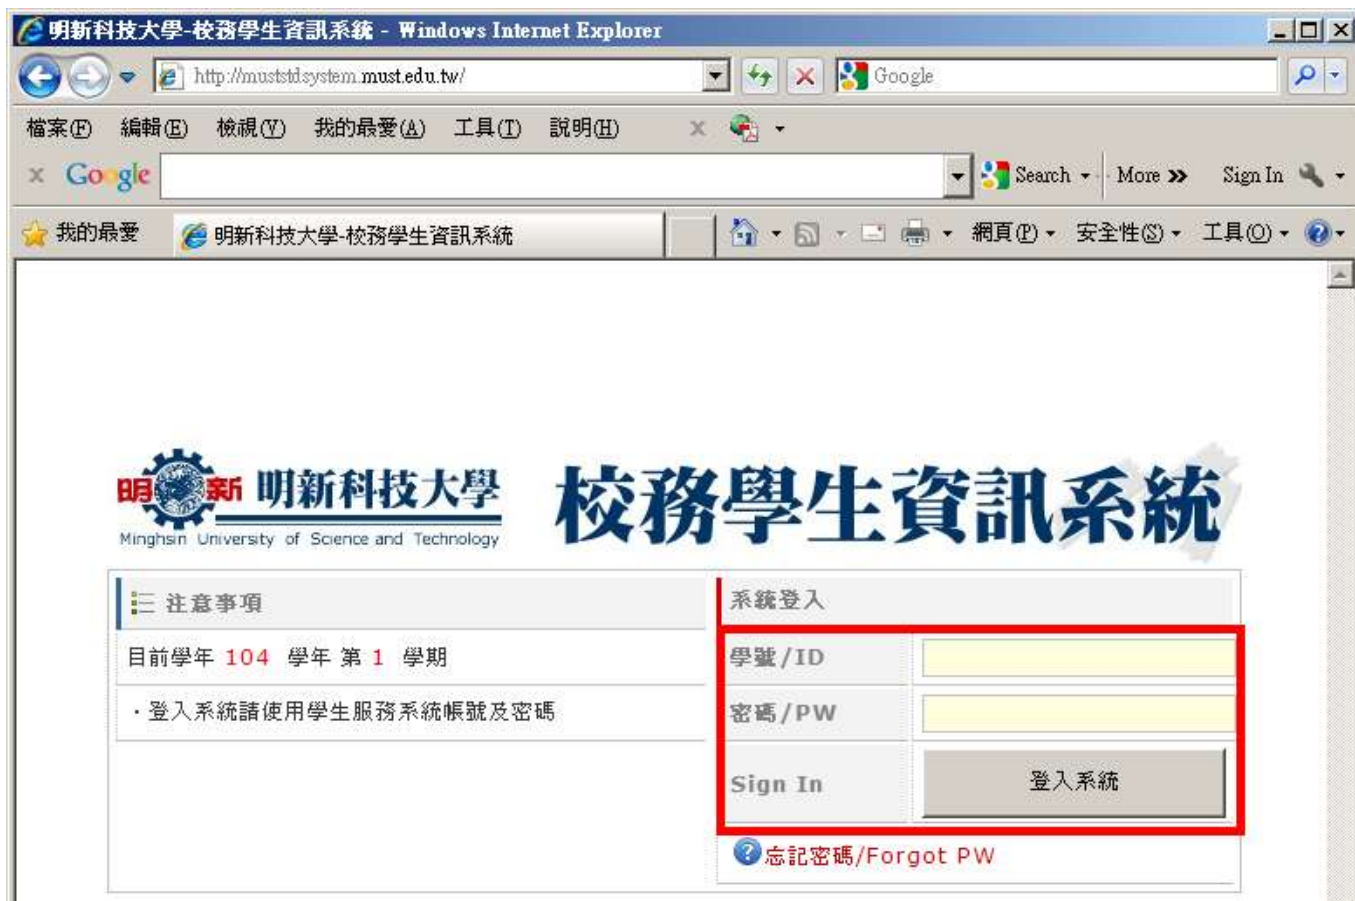 明新科技大學-校務學生資訊系統 - Windows Internet Explorer
http://muststdsystem.must.edu.tw/
Google
檔案(F) 編輯(E) 檢視(V) 我的最愛(A) 工具(T) 說明(H)
Google Search More Sign In
我的最愛 明新科技大學-校務學生資訊系統 網頁(P) 安全性(S) 工具(O)
明新 明新科技大學
Minghsin University of Science and Technology
校務學生資訊系統
注意事項
目前學年 104 學年 第 1 學期
·登入系統請使用學生服務系統帳號及密碼
系統登入
學號/ID
密碼/PW
Sign In 登入系統
忘記密碼/Forgot PW